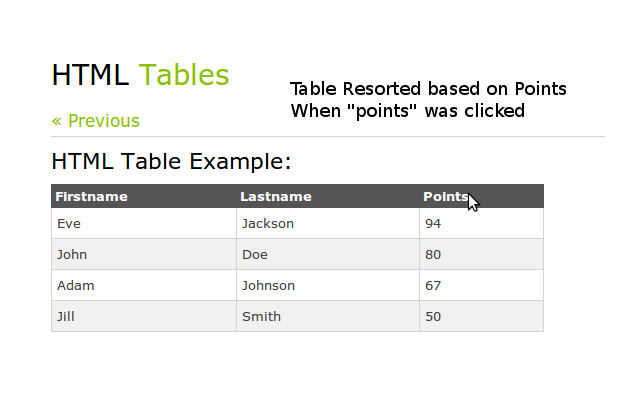 HTML Tables
Table Resorted based on Points
When "points" was clicked
« Previous
HTML Table Example:
Firstname Lastname Points
Eve Jackson 94
John Doe 80
Adam Johnson 67
Jill Smith 50